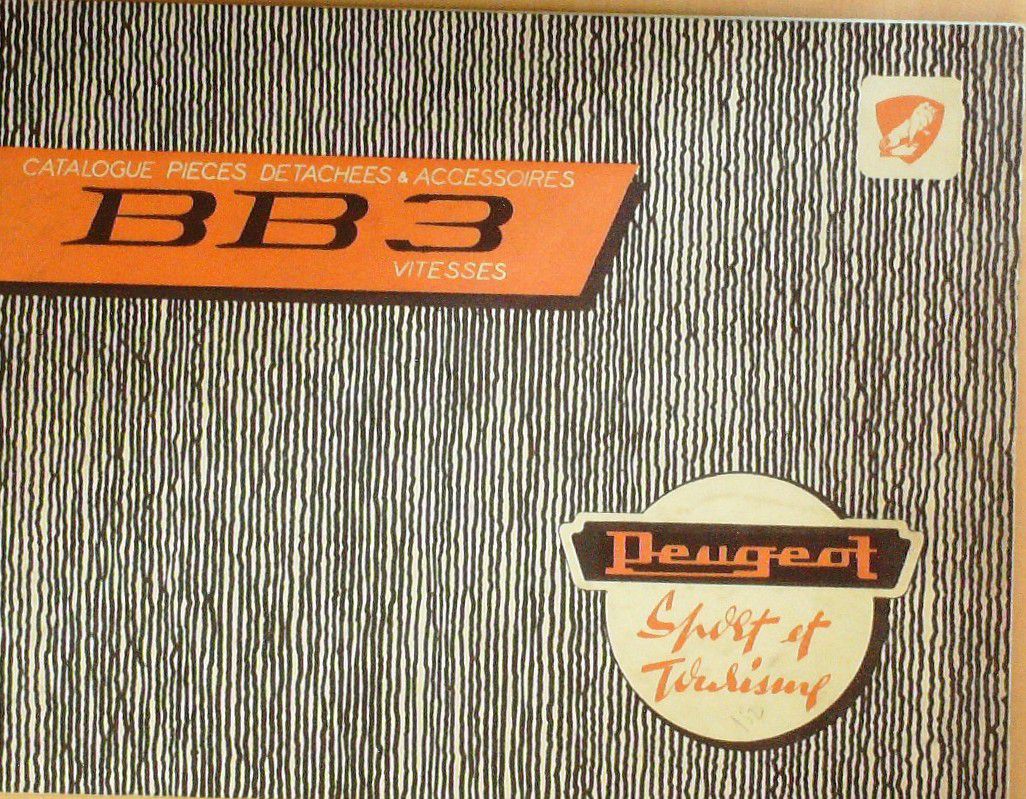 CATALOGUE PIECES DETACHEES & ACCESSOIRES
BB3
VITESSES
Peugeot
Sport et
Tourisme